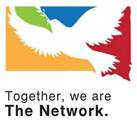 Together, we are
The Network.